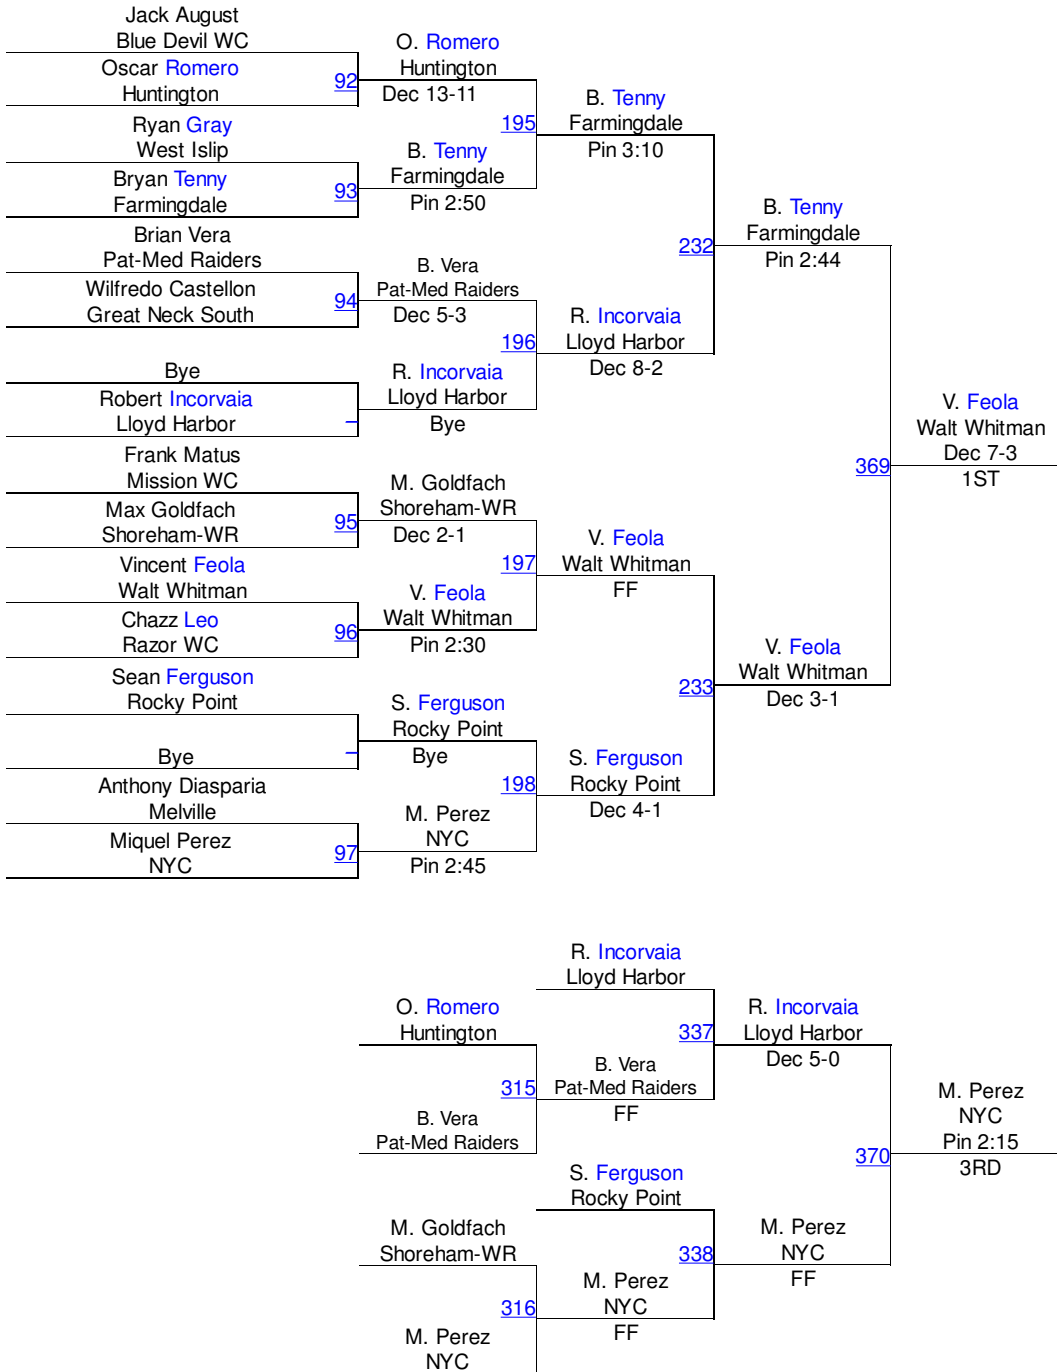 Jack August
Blue Devil WC
Oscar Romero
Huntington
92
Ryan Gray
West Islip
Bryan Tenny
Farmingdale
93
Brian Vera
Pat-Med Raiders
Wilfredo Castellon
Great Neck South
94
Bye
Robert Incorvaia
Lloyd Harbor
–
Frank Matus
Mission WC
Max Goldfach
Shoreham-WR
95
Vincent Feola
Walt Whitman
Chazz Leo
Razor WC
96
Sean Ferguson
Rocky Point
Bye
–
Anthony Diasparia
Melville
Miquel Perez
NYC
97
O. Romero
Huntington
Dec 13-11
195
B. Tenny
Farmingdale
Pin 2:50
B. Vera
Pat-Med Raiders
Dec 5-3
196
R. Incorvaia
Lloyd Harbor
Bye
M. Goldfach
Shoreham-WR
Dec 2-1
197
V. Feola
Walt Whitman
Pin 2:30
S. Ferguson
Rocky Point
Bye
198
M. Perez
NYC
Pin 2:45
B. Tenny
Farmingdale
Pin 3:10
232
R. Incorvaia
Lloyd Harbor
Dec 8-2
V. Feola
Walt Whitman
FF
233
S. Ferguson
Rocky Point
Dec 4-1
B. Tenny
Farmingdale
Pin 2:44
369
V. Feola
Walt Whitman
Dec 3-1
V. Feola
Walt Whitman
Dec 7-3
1ST
O. Romero
Huntington
315
B. Vera
Pat-Med Raiders
M. Goldfach
Shoreham-WR
316
M. Perez
NYC
R. Incorvaia
Lloyd Harbor
337
B. Vera
Pat-Med Raiders
FF
S. Ferguson
Rocky Point
338
M. Perez
NYC
FF
R. Incorvaia
Lloyd Harbor
Dec 5-0
370
M. Perez
NYC
FF
M. Perez
NYC
Pin 2:15
3RD